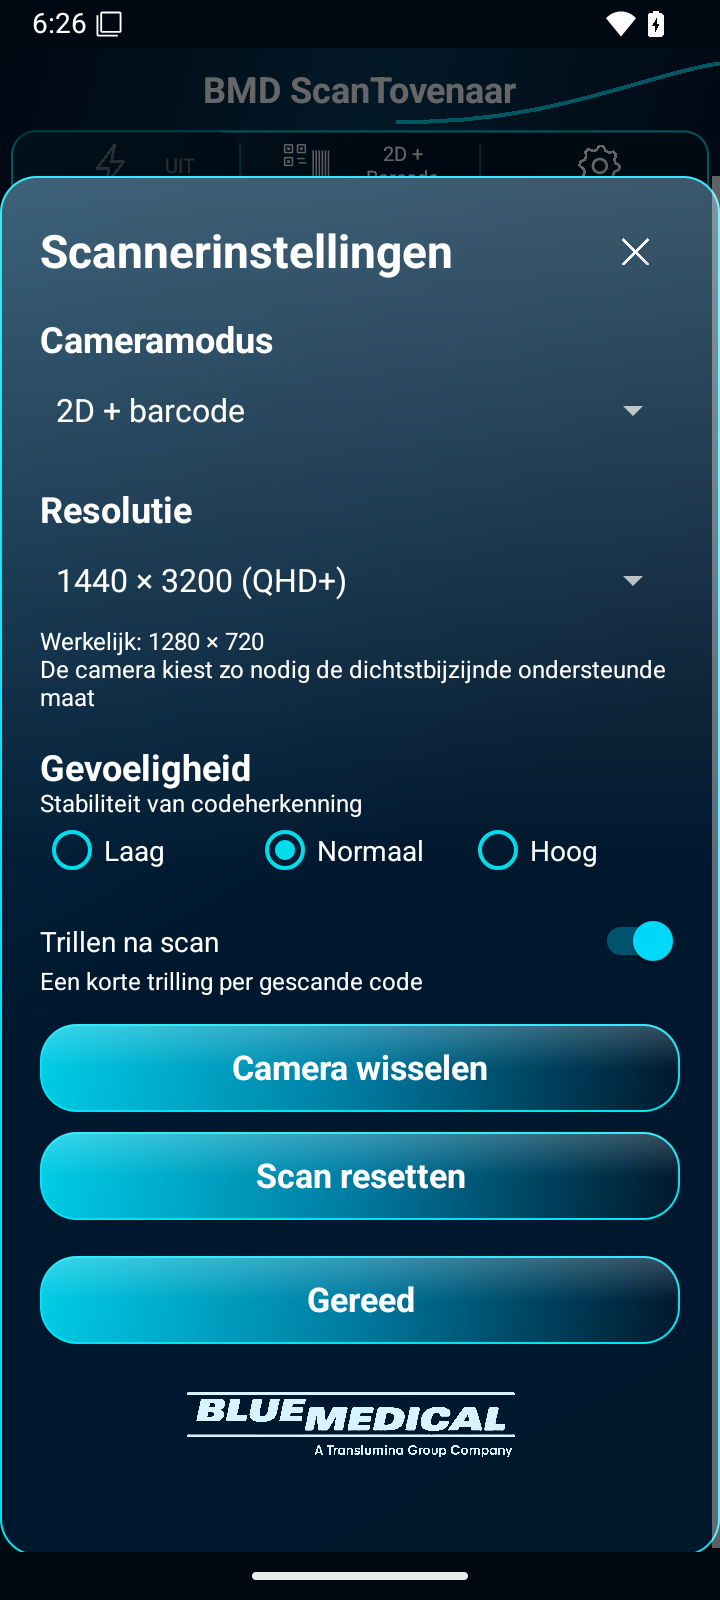 6:26
BMD ScanTovenaar
UIT
2D +
Barcode
Scannerinstellingen
Cameramodus
2D + barcode
Resolutie
1440 × 3200 (QHD+)
Werkelijk: 1280 × 720
De camera kiest zo nodig de dichtstbijzijnde ondersteunde
maat
Gevoeligheid
Stabiliteit van codeherkenning
Laag
Normaal
Hoog
Trillen na scan
Een korte trilling per gescande code
Camera wisselen
Scan resetten
Gereed
BLUEMEDICAL
A Translumina Group Company